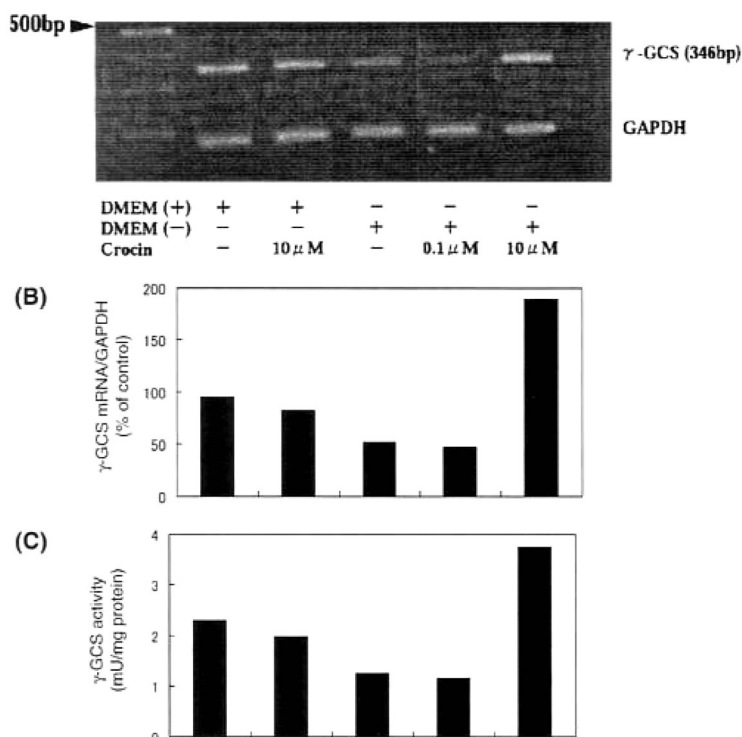 500bp
γ-GCS (346bp)
GAPDH
DMEM (+) + + − − −
DMEM (−) − − + + +
Crocin − 10 μ M − 0.1 μ M 10 μ M
(B)
γ-GCS mRNA/GAPDH
(% of control)
200
150
100
50
0
(C)
γ-GCS activity
(mU/mg protein)
4
3
2
1
0